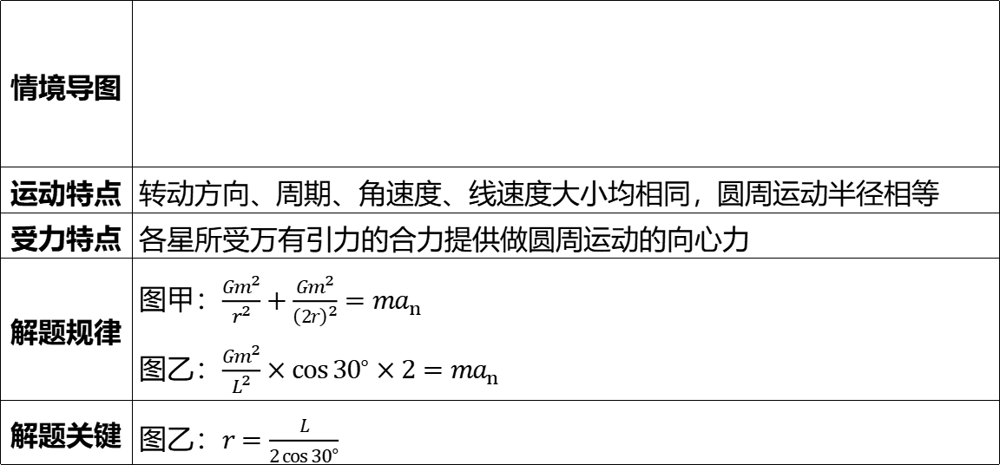 情境导图
运动特点 转动方向、周期、角速度、线速度大小均相同，圆周运动半径相等
受力特点 各星所受万有引力的合力提供做圆周运动的向心力
解题规律
图甲：$\frac{Gm^2}{r^2}+\frac{Gm^2}{(2r)^2}=ma_{\mathrm{n}}$
图乙：$\frac{Gm^2}{L^2}\times\cos 30°\times 2=ma_{\mathrm{n}}$
解题关键 图乙：$r=\frac{L}{2\cos 30°}$